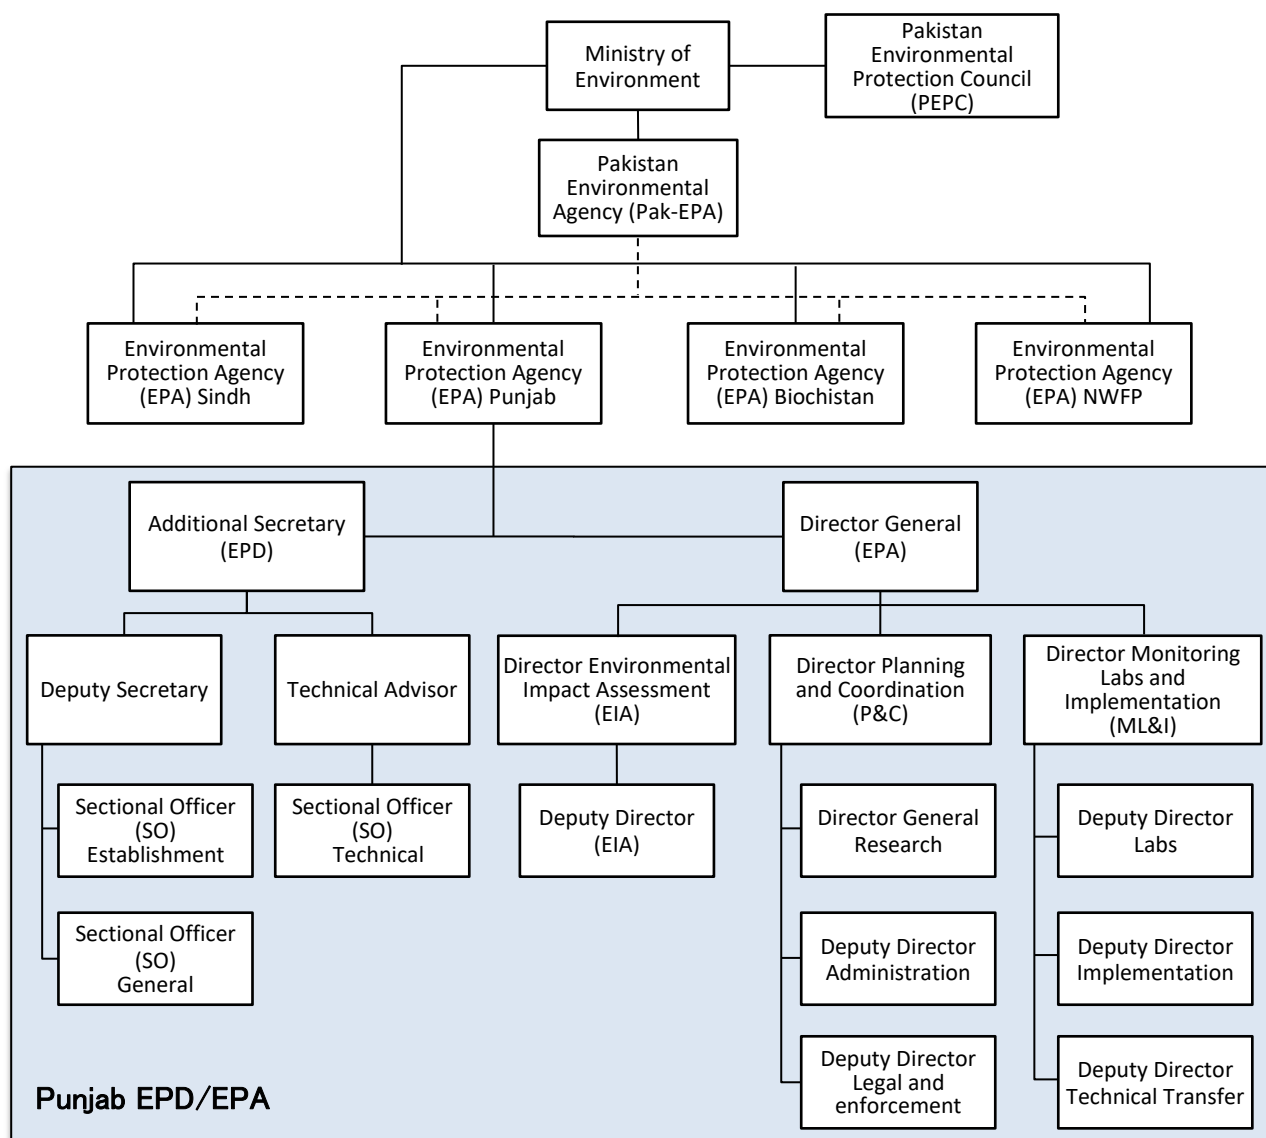 Ministry of
Environment
Pakistan
Environmental
Protection Council
(PEPC)
Pakistan
Environmental
Agency (Pak-EPA)
Environmental
Protection Agency
(EPA) Sindh
Environmental
Protection Agency
(EPA) Punjab
Environmental
Protection Agency
(EPA) Biochistan
Environmental
Protection Agency
(EPA) NWFP
Additional Secretary
(EPD)
Director General
(EPA)
Deputy Secretary
Technical Advisor
Director Environmental
Impact Assessment
(EIA)
Director Planning
and Coordination
(P&C)
Director Monitoring
Labs and
Implementation
(ML&I)
Sectional Officer
(SO)
Establishment
Sectional Officer
(SO)
Technical
Deputy Director
(EIA)
Director General
Research
Deputy Director
Labs
Sectional Officer
(SO)
General
Deputy Director
Administration
Deputy Director
Implementation
Deputy Director
Legal and
enforcement
Deputy Director
Technical Transfer
Punjab EPD/EPA